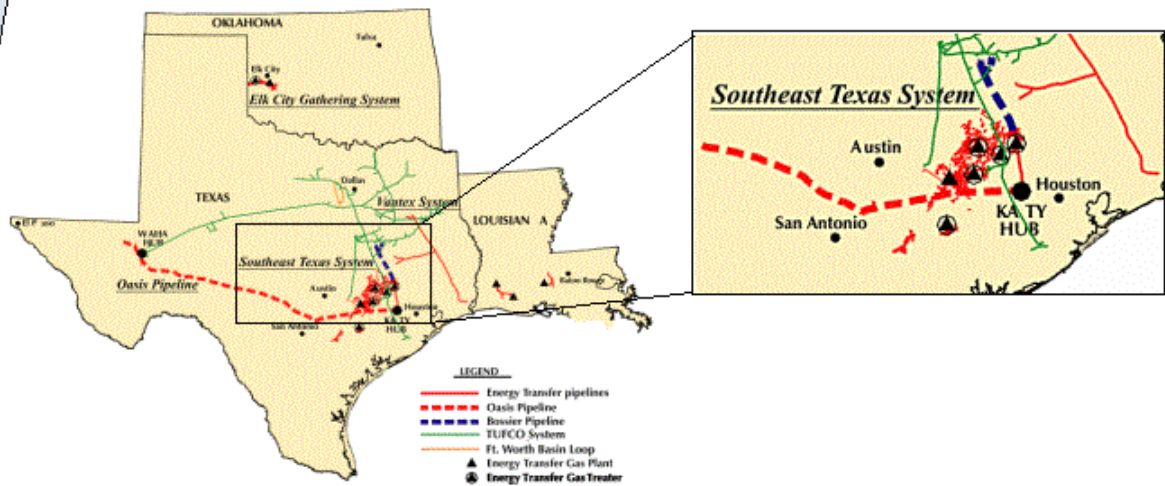 OKLAHOMA
Tulsa
Elk City
Elk City Gathering System
TEXAS
Dallas
Vantex System
LOUISIAN A
WAHA
HUB
Southeast Texas System
Oasis Pipeline
Austin
San Antonio
Houston
KA TY
HUB
Baton Rouge
Southeast Texas System
Austin
San Antonio
Houston
KA TY
HUB
LEGEND
Energy Transfer pipelines
Oasis Pipeline
Bossier Pipeline
TUFCO System
Ft. Worth Basin Loop
Energy Transfer Gas Plant
Energy Transfer Gas Treater